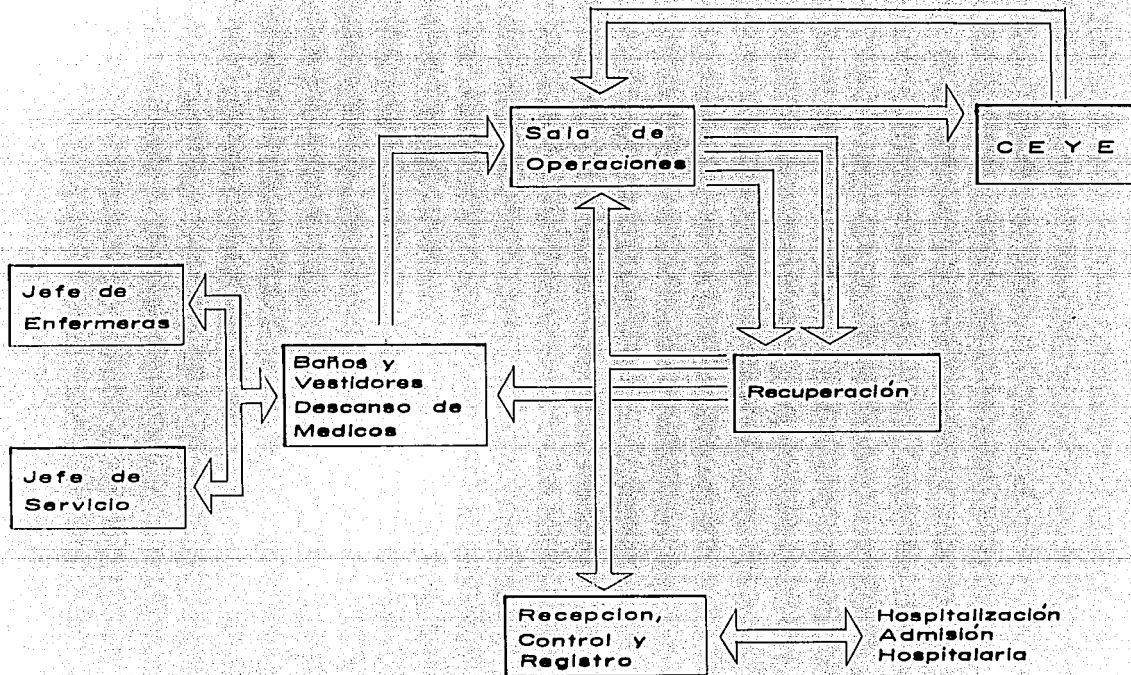 Sala de
Operaciones
C E Y E
Jefe de
Enfermeras
Baños y
Vestidores
Descanso de
Medicos
Recuperación
Jefe de
Servicio
Recepcion,
Control y
Registro
Hospitalización
Admisión
Hospitalaria